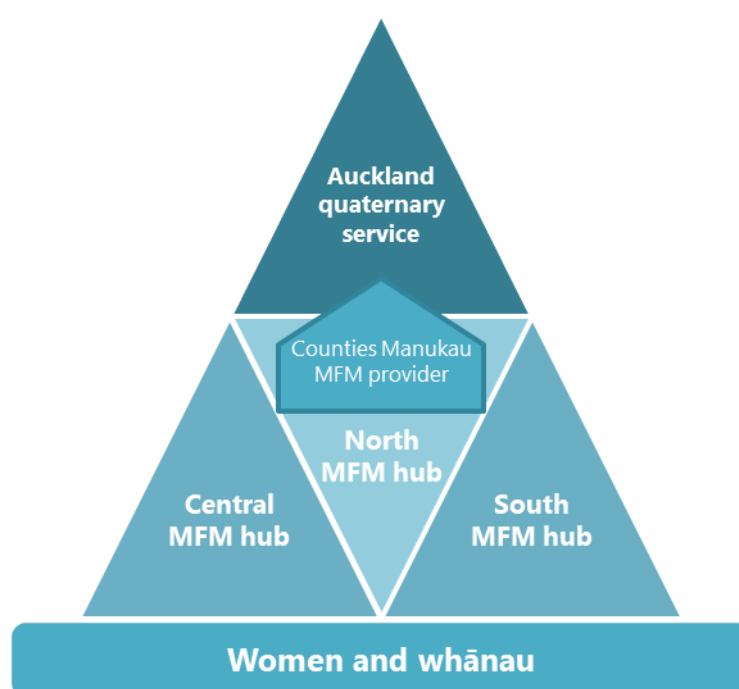 Auckland
quaternary
service
Counties Manukau
MFM provider
North
MFM hub
Central
MFM hub
South
MFM hub
Women and whānau